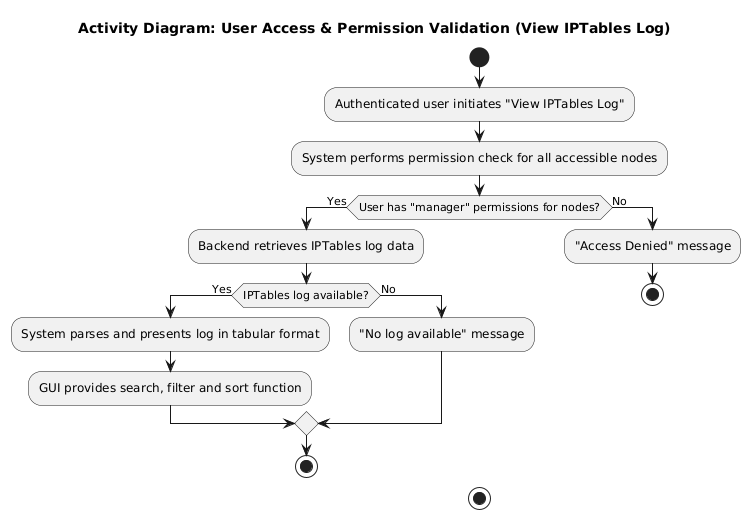 Activity Diagram: User Access & Permission Validation (View IPTables Log)
Authenticated user initiates "View IPTables Log"
System performs permission check for all accessible nodes
Yes
User has "manager" permissions for nodes?
No
Backend retrieves IPTables log data
"Access Denied" message
Yes
IPTables log available?
No
System parses and presents log in tabular format
"No log available" message
GUI provides search, filter and sort function